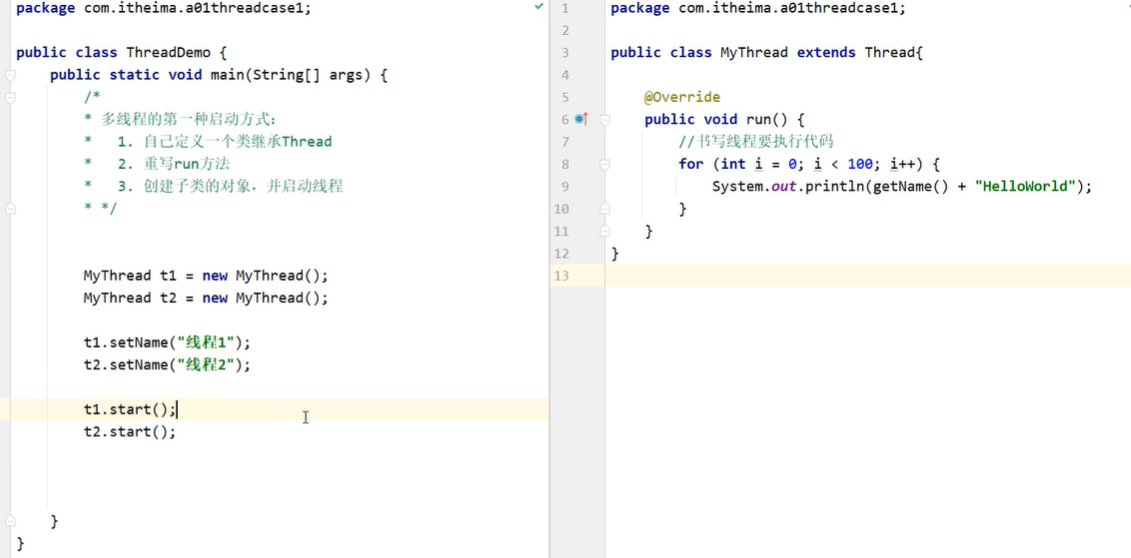 package com.itheima.a01threadcase1;
public class ThreadDemo {
public static void main(String[] args) {
/*
* 多线程的第一种启动方式:
* 1. 自己定义一个类继承Thread
* 2. 重写run方法
* 3. 创建子类的对象，并启动线程
* */
MyThread t1 = new MyThread();
MyThread t2 = new MyThread();
t1.setName("线程1");
t2.setName("线程2");
t1.start();
t2.start();
}
}
1 package com.itheima.a01threadcase1;
2
3 public class MyThread extends Thread{
4
5 @Override
6 public void run() {
7 //书写线程要执行代码
8 for (int i = 0; i < 100; i++) {
9 System.out.println(getName() + "HelloWorld");
10 }
11 }
12 }
13